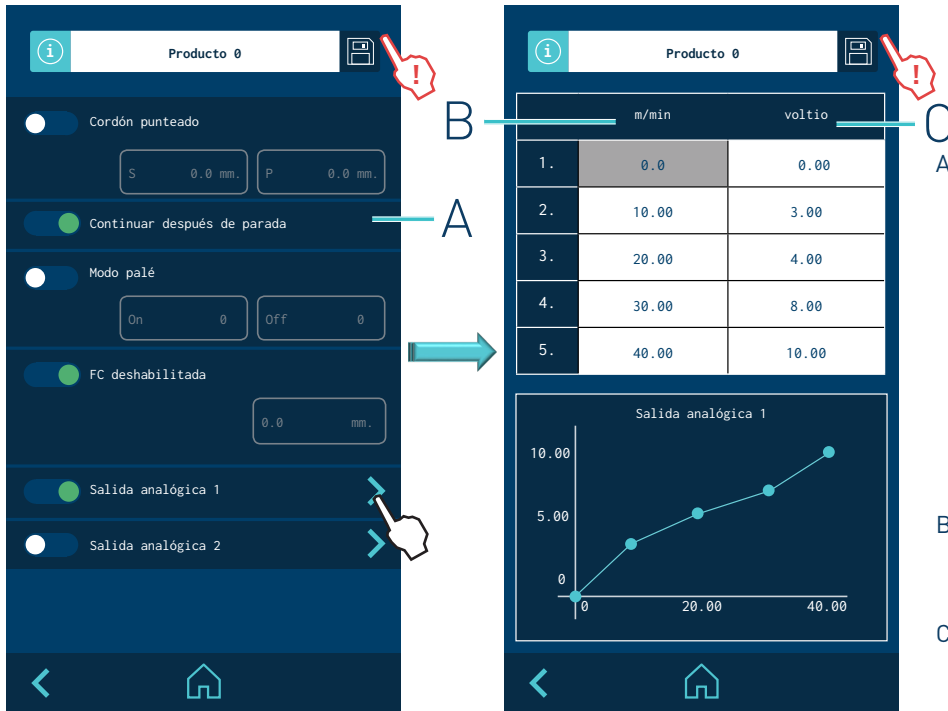 i Producto 0
!
Cordón punteado
S 0.0 mm. P 0.0 mm.
Continuar después de parada
A
Modo palé
On 0 Off 0
FC deshabilitada
0.0 mm.
Salida analógica 1
Salida analógica 2
i Producto 0
!
B
m/min voltio
C
1. 0.0 0.00
2. 10.00 3.00
3. 20.00 4.00
4. 30.00 8.00
5. 40.00 10.00
Salida analógica 1
10.00
5.00
0
0 20.00 40.00
A
B
C